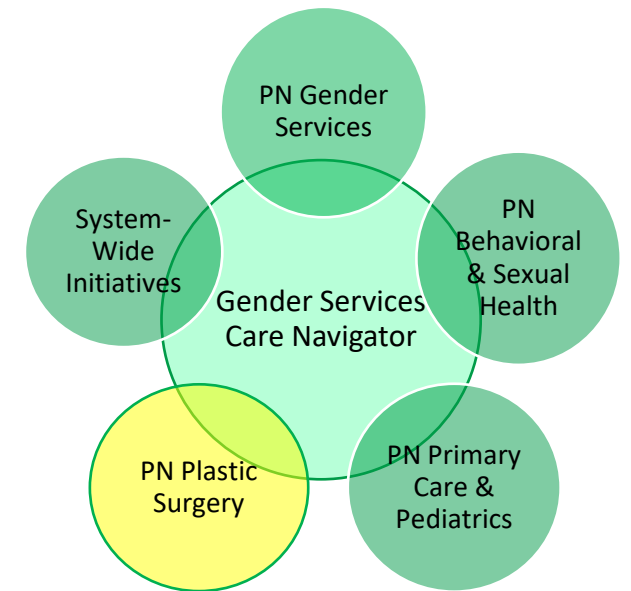 PN Gender
Services
System-
Wide
Initiatives
PN
Behavioral
& Sexual
Health
Gender Services
Care Navigator
PN Plastic
Surgery
PN Primary
Care &
Pediatrics